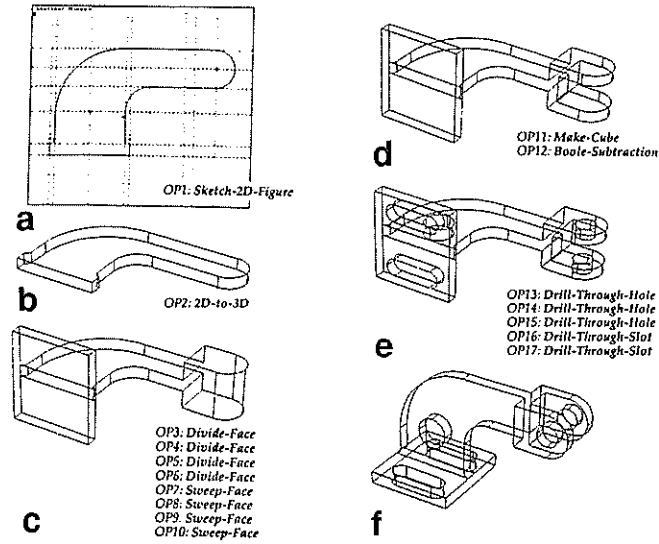 OP1: Sketch-2D-Figure
a
OP2: 2D-to-3D
b
OP3: Divide-Face
OP4: Divide-Face
OP5: Divide-Face
OP6: Divide-Face
OP7: Sweep-Face
OP8: Sweep-Face
OP9. Sweep-Face
OP10: Sweep-Face
c
OP11: Make-Cube
OP12: Boole-Subtraction
d
OP13: Drill-Through-Hole
OP14: Drill-Through-Hole
OP15: Drill-Through-Hole
OP16: Drill-Through-Slot
OP17: Drill-Through-Slot
e
f